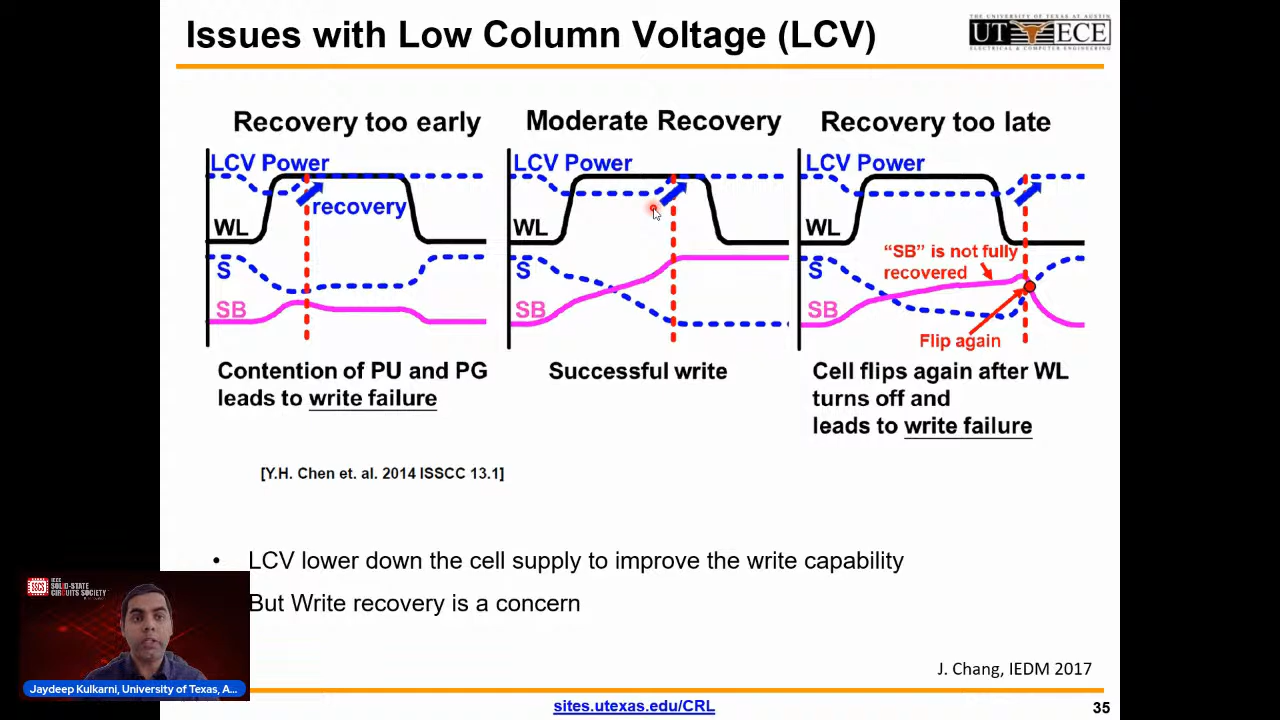 Issues with Low Column Voltage (LCV)
THE UNIVERSITY OF TEXAS AT AUSTIN
UT ECE
ELECTRICAL & COMPUTER ENGINEERING
Recovery too early
LCV Power
recovery
WL
S
SB
Contention of PU and PG
leads to write failure
Moderate Recovery
LCV Power
WL
S
SB
Successful write
Recovery too late
LCV Power
WL
“SB” is not fully
recovered
S
SB
Flip again
Cell flips again after WL
turns off and
leads to write failure
[Y.H. Chen et. al. 2014 ISSCC 13.1]
• LCV lower down the cell supply to improve the write capability
But Write recovery is a concern
IEEE
SOLID-STATE
CIRCUITS SOCIETY
SSCS
Jaydeep Kulkarni, University of Texas, A...
J. Chang, IEDM 2017
sites.utexas.edu/CRL
35